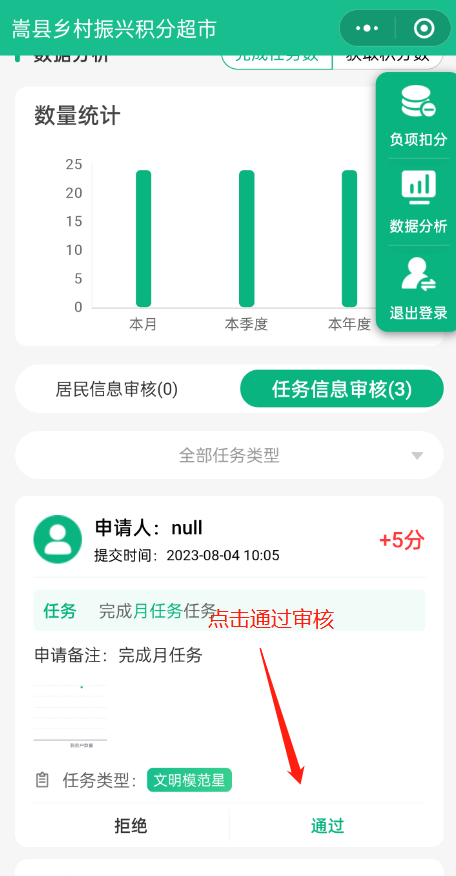 嵩县乡村振兴积分超市
数据分析
完成任务数 获取积分数
负项扣分
数据分析
退出登录
数量统计
25
20
15
10
5
0
本月 本季度 本年度
居民信息审核(0) 任务信息审核(3)
全部任务类型
申请人：null
+5分
提交时间：2023-08-04 10:05
任务 完成月任务任务
点击通过审核
申请备注：完成月任务
任务类型： 文明模范星
拒绝 通过